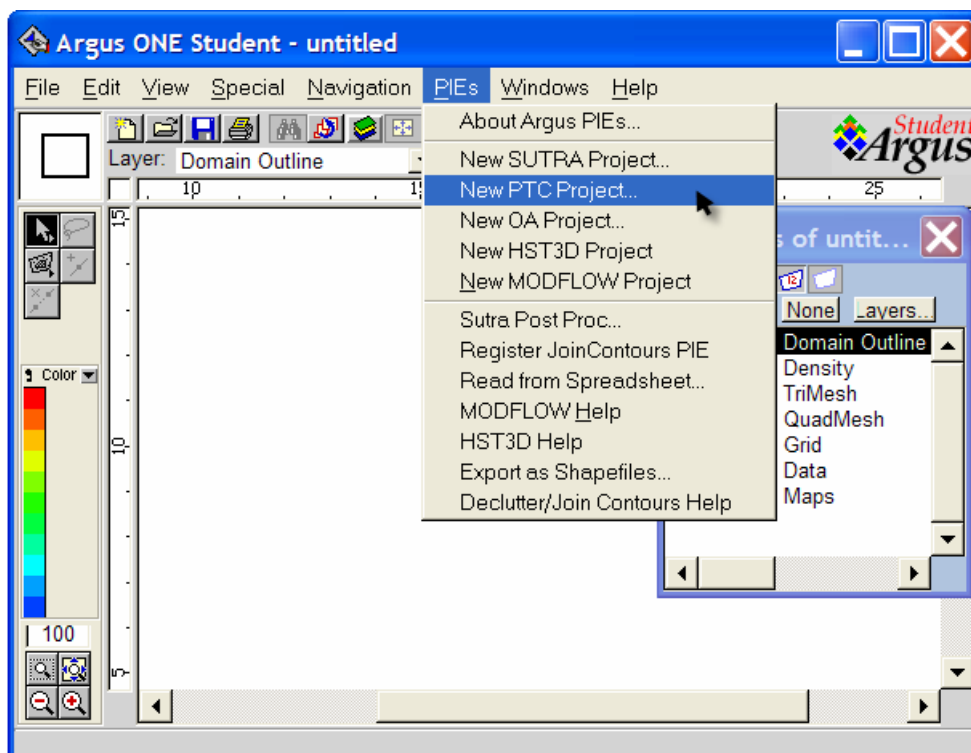 Argus ONE Student - untitled
File Edit View Special Navigation PIEs Windows Help
About Argus PIEs...
New SUTRA Project...
New PTC Project...
New OA Project...
New HST3D Project
New MODFLOW Project
Sutra Post Proc...
Register JoinContours PIE
Read from Spreadsheet...
MODFLOW Help
HST3D Help
Export as Shapefiles...
Declutter/Join Contours Help
Layer: Domain Outline
Student
Argus
10 15 25
15
10
5
s of untit...
None Layers...
Domain Outline
Density
TriMesh
QuadMesh
Grid
Data
Maps
Color
100